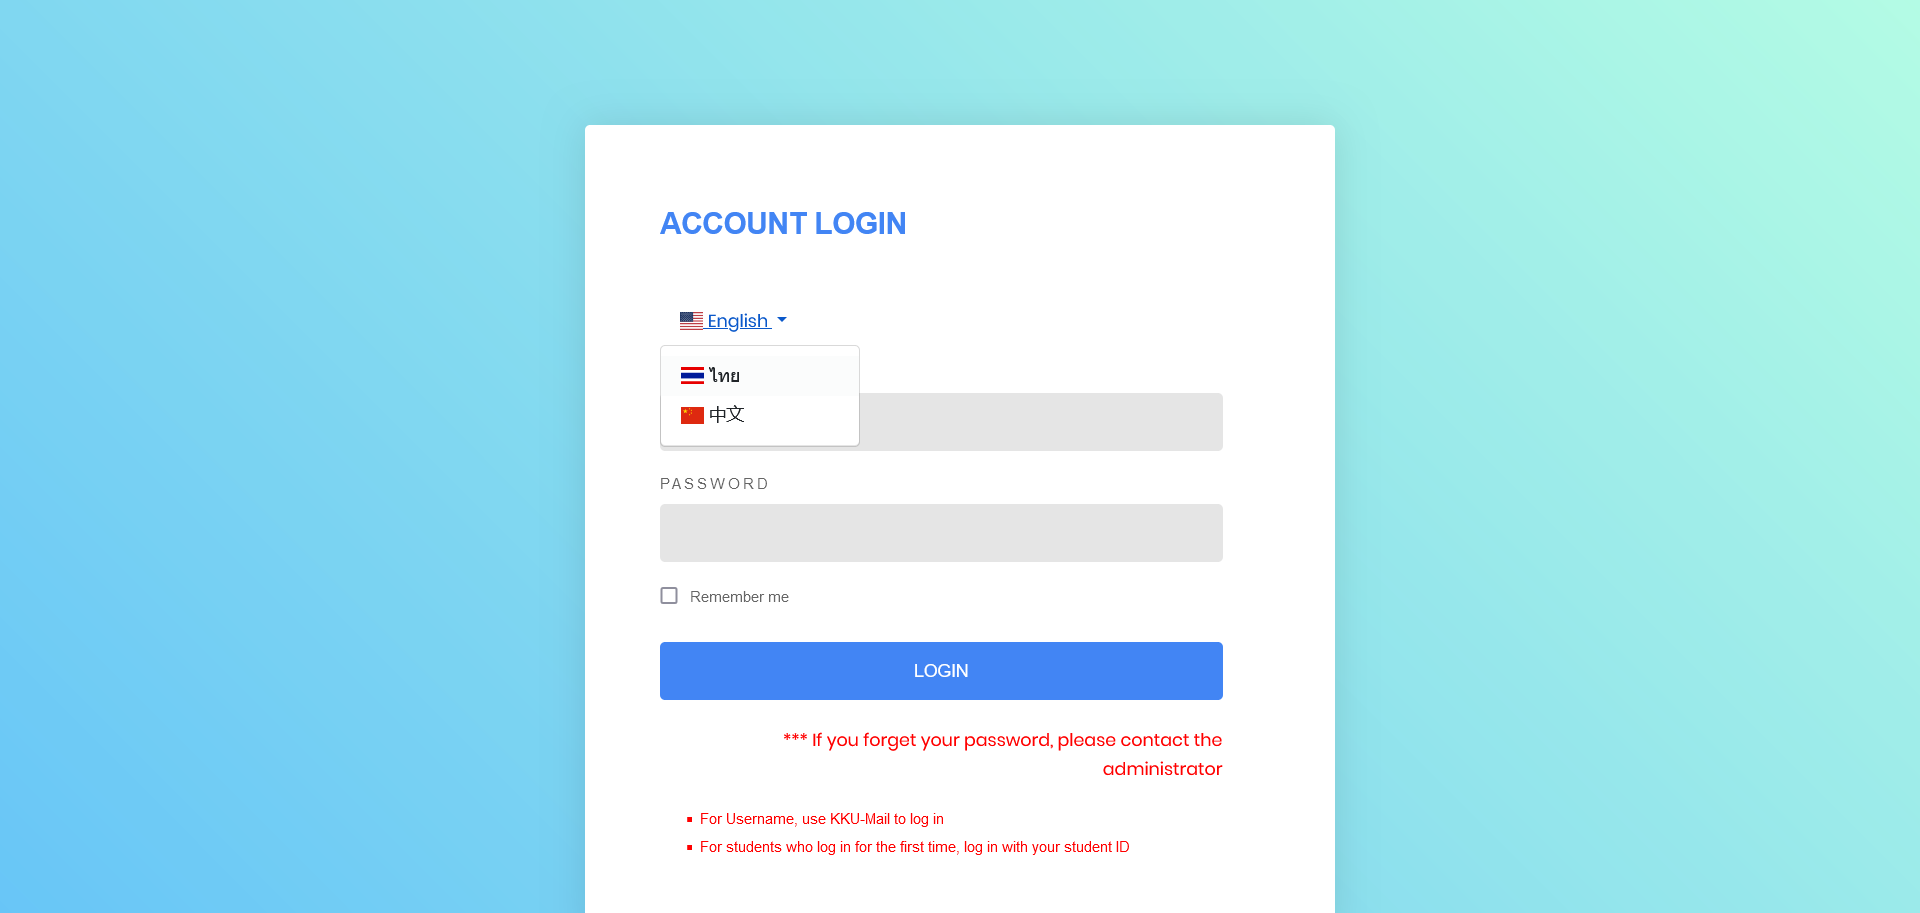 ACCOUNT LOGIN
English
ไทย
中文
PASSWORD
Remember me
LOGIN
*** If you forget your password, please contact the
administrator
▪ For Username, use KKU-Mail to log in
▪ For students who log in for the first time, log in with your student ID